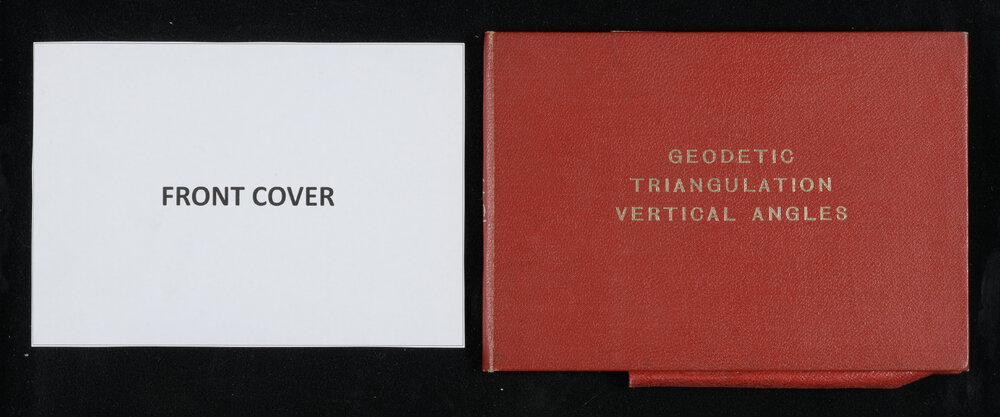 FRONT COVER
GEODETIC
TRIANGULATION
VERTICAL ANGLES